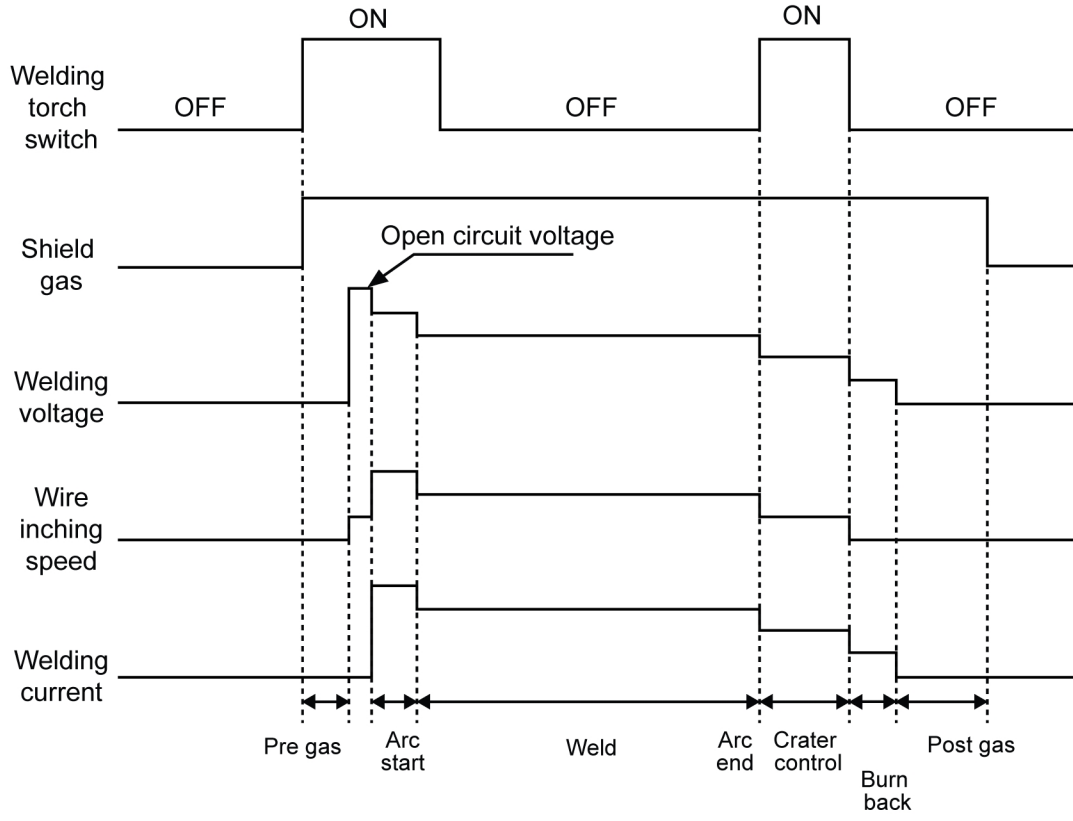 ON
ON
Welding
torch
switch
OFF
OFF
OFF
Shield
gas
Open circuit voltage
Welding
voltage
Wire
inching
speed
Welding
current
Pre gas
Arc
start
Weld
Arc
end
Crater
control
Burn
back
Post gas